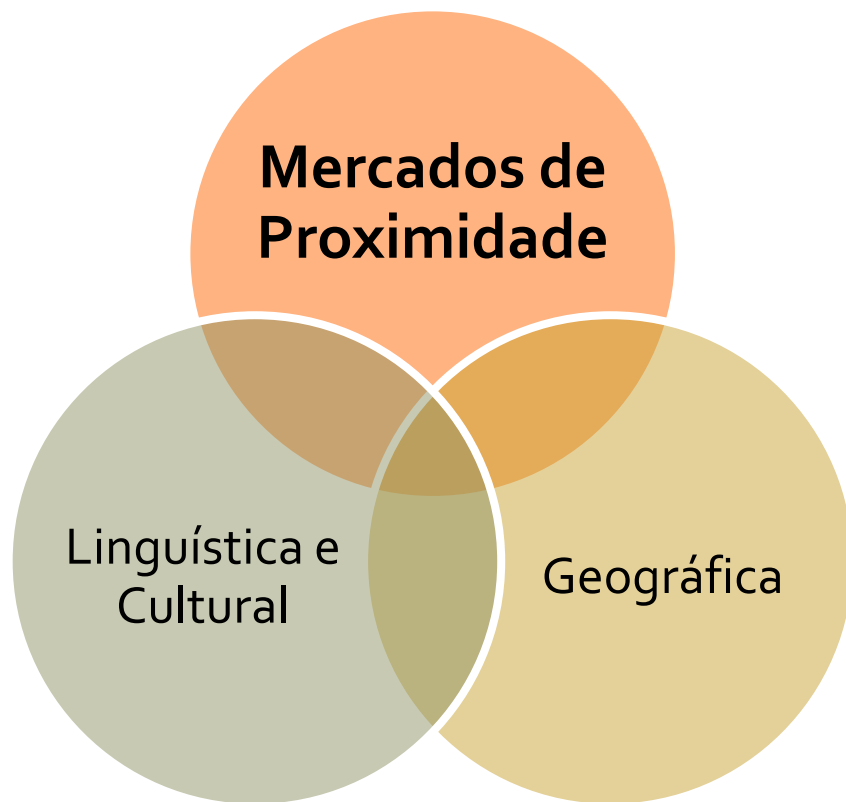 Mercados de
Proximidade
Linguística e
Cultural
Geográfica